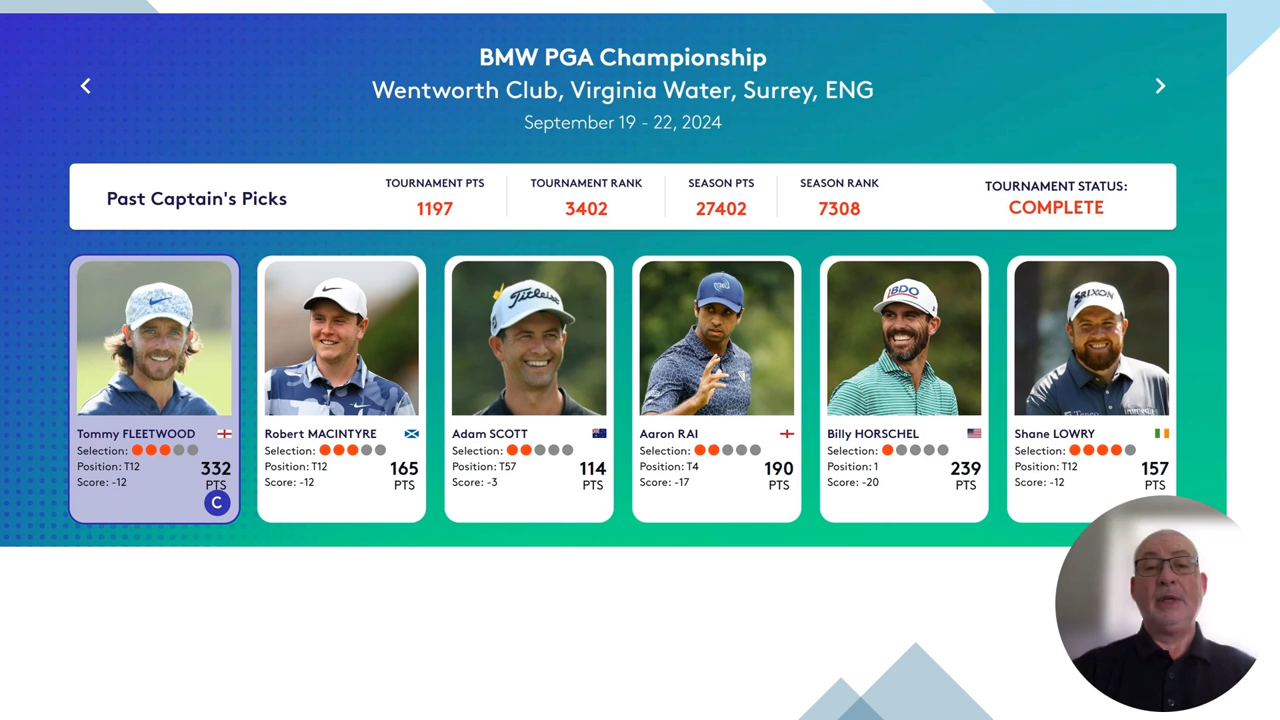 BMW PGA Championship
Wentworth Club, Virginia Water, Surrey, ENG
September 19 - 22, 2024
Past Captain's Picks
TOURNAMENT PTS
1197
TOURNAMENT RANK
3402
SEASON PTS
27402
SEASON RANK
7308
TOURNAMENT STATUS:
COMPLETE
Titleist
BDO
SRIXON
Tommy FLEETWOOD
Selection:
Position: T12
Score: -12
332
PTS
C
Robert MACINTYRE
Selection:
Position: T12
Score: -12
165
PTS
Adam SCOTT
Selection:
Position: T57
Score: -3
114
PTS
Aaron RAI
Selection:
Position: T4
Score: -17
190
PTS
Billy HORSCHEL
Selection:
Position: 1
Score: -20
239
PTS
Shane LOWRY
Selection:
Position: T12
Score: -12
157
PTS